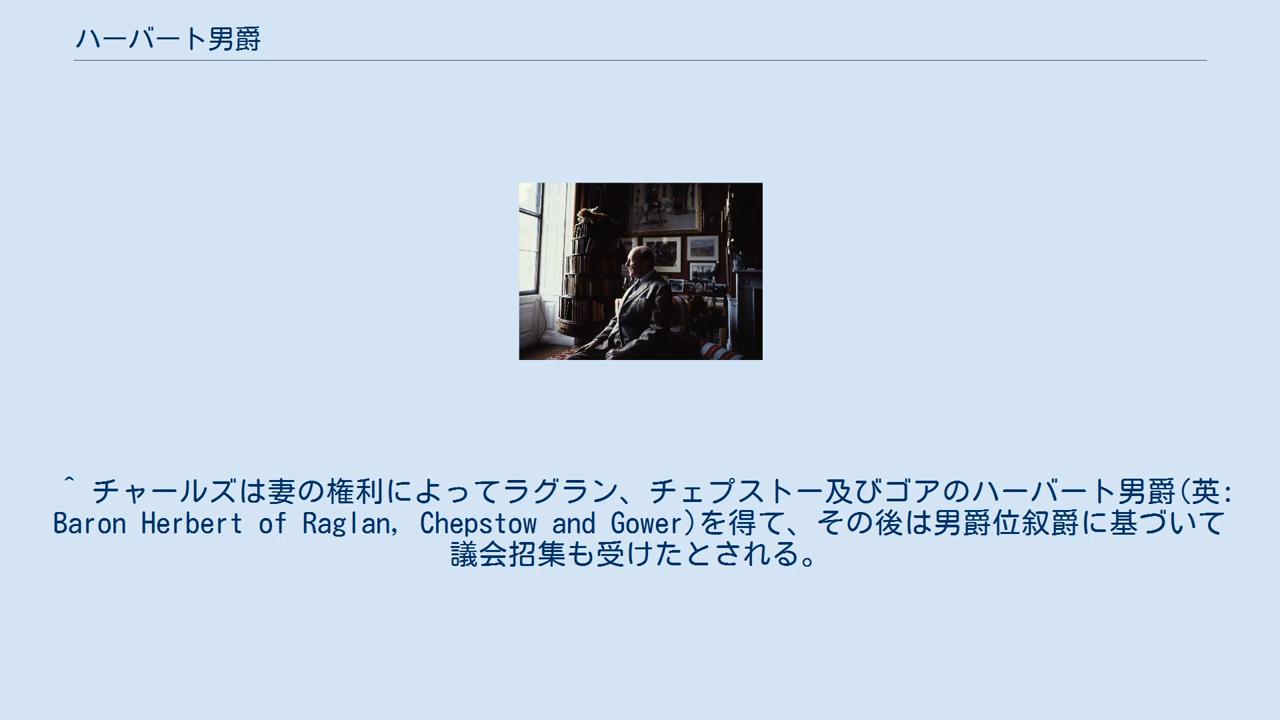 ハーバート男爵
^ チャールズは妻の権利によってラグラン、チェプストー及びゴアのハーバート男爵(英:
Baron Herbert of Raglan, Chepstow and Gower)を得て、その後は男爵位叙爵に基づいて
議会招集も受けたとされる。